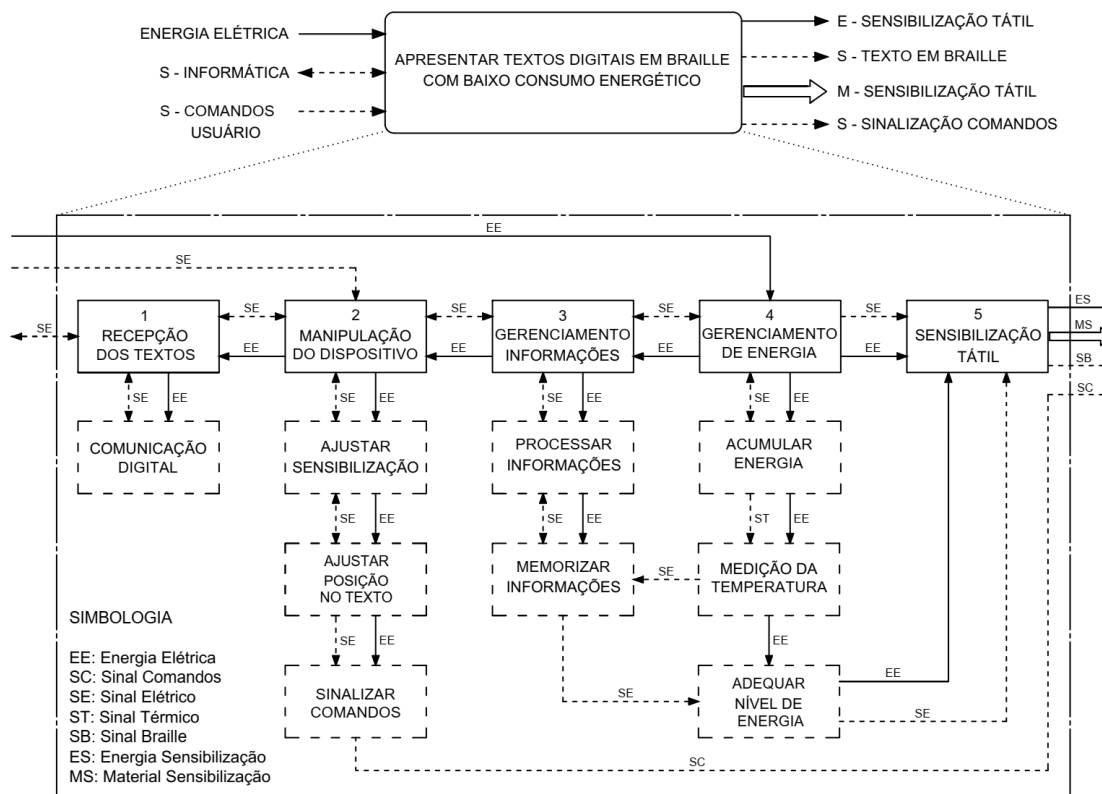 ENERGIA ELÉTRICA
S - INFORMÁTICA
S - COMANDOS
USUÁRIO
APRESENTAR TEXTOS DIGITAIS EM BRAILLE
COM BAIXO CONSUMO ENERGÉTICO
E - SENSIBILIZAÇÃO TÁTIL
S - TEXTO EM BRAILLE
M - SENSIBILIZAÇÃO TÁTIL
S - SINALIZAÇÃO COMANDOS
EE
SE
SE
1
RECEPÇÃO
DOS TEXTOS
SE
EE
2
MANIPULAÇÃO
DO DISPOSITIVO
SE
EE
3
GERENCIAMENTO
INFORMAÇÕES
SE
EE
4
GERENCIAMENTO
DE ENERGIA
SE
EE
5
SENSIBILIZAÇÃO
TÁTIL
ES
MS
SB
SC
SE
EE
SE
EE
SE
EE
SE
EE
COMUNICAÇÃO
DIGITAL
AJUSTAR
SENSIBILIZAÇÃO
PROCESSAR
INFORMAÇÕES
ACUMULAR
ENERGIA
SE
EE
SE
EE
ST
EE
AJUSTAR
POSIÇÃO
NO TEXTO
MEMORIZAR
INFORMAÇÕES
SE
MEDIÇÃO DA
TEMPERATURA
SE
EE
EE
SINALIZAR
COMANDOS
SE
ADEQUAR
NÍVEL DE
ENERGIA
EE
SE
SC
SIMBOLOGIA
EE: Energia Elétrica
SC: Sinal Comandos
SE: Sinal Elétrico
ST: Sinal Térmico
SB: Sinal Braille
ES: Energia Sensibilização
MS: Material Sensibilização